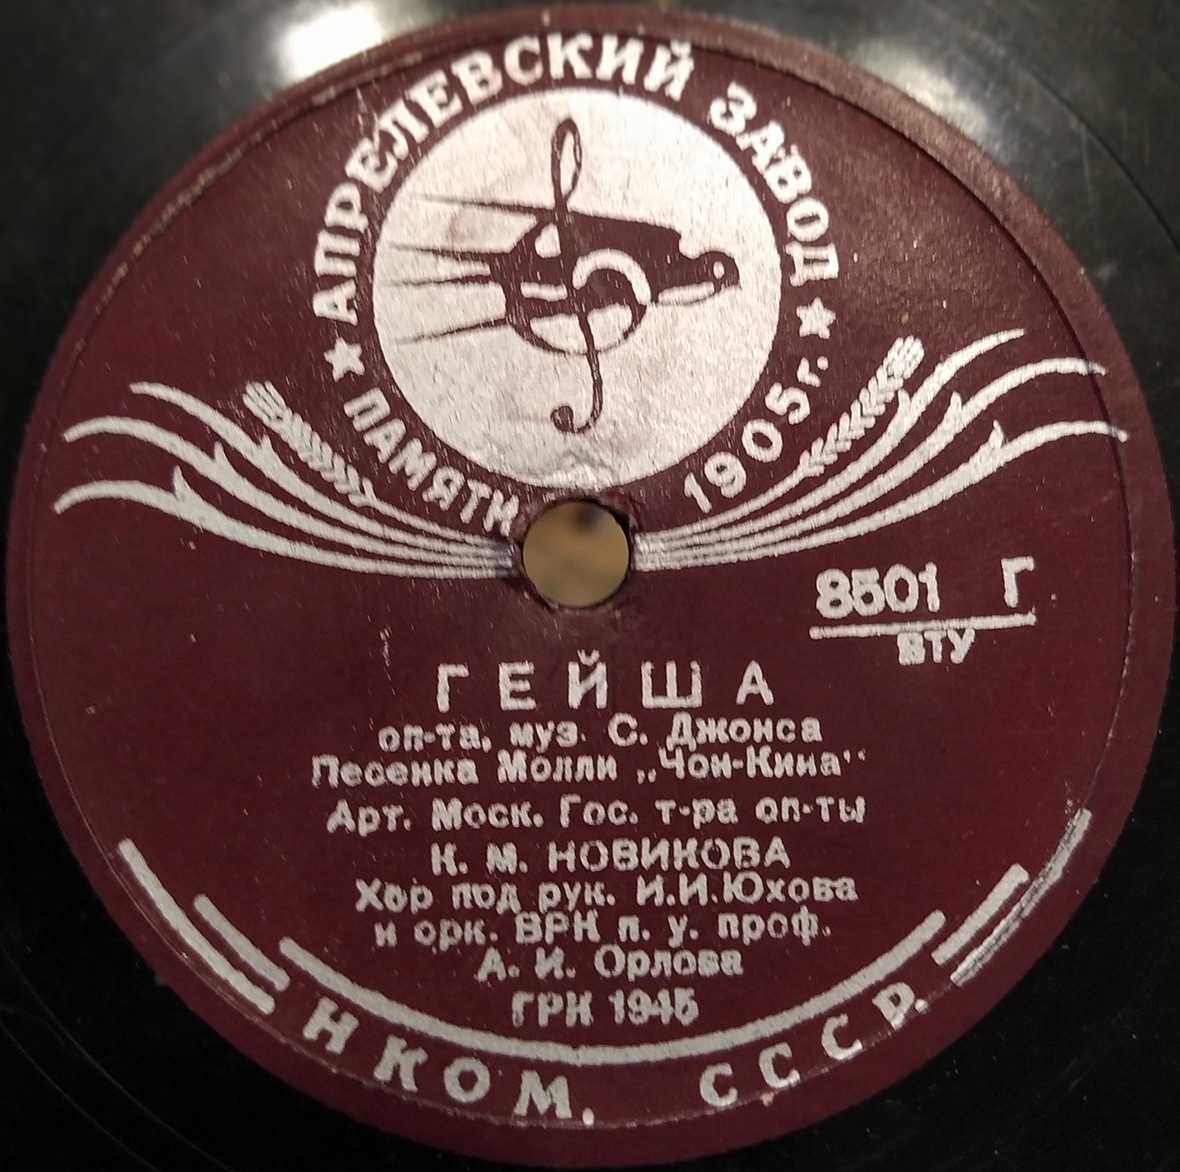 АПРЕЛЕВСКИЙ ЗАВОД
ПАМЯТИ 1905 г.
8501 Г
ВТУ
ГЕЙША
оп-та, муз. С. Джонса
Песенка Молли „Чон-Кина"
Арт. Моск. Гос. т-ра оп-ты
К. М. НОВИКОВА
Хор под рук. И.И.Юхова
и орк. ВРК п. у. проф.
А. И. Орлова
ГРК 1945
НКОМ. СССР.